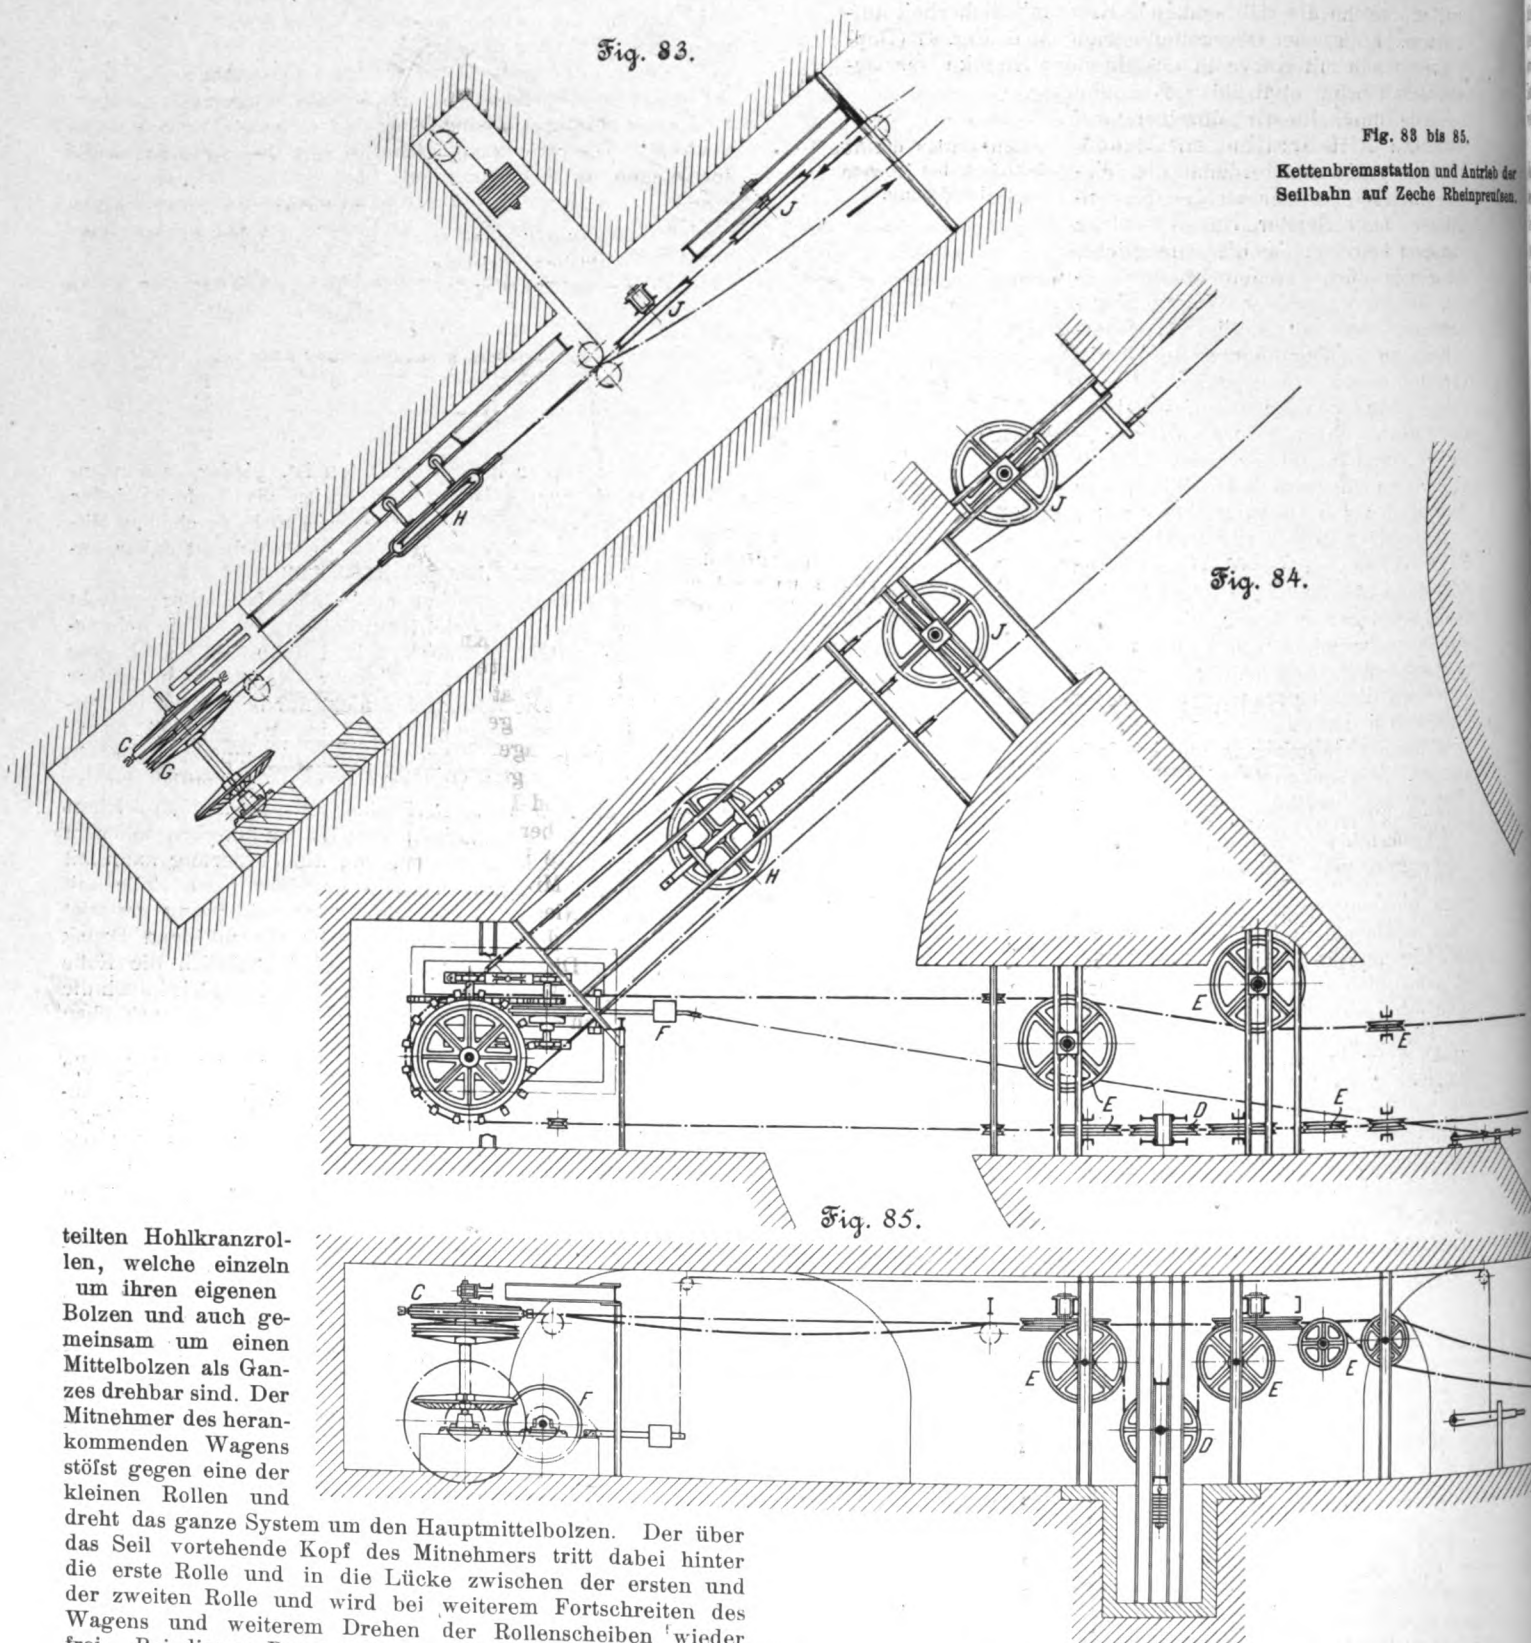 Fig. 83.
Fig. 83 bis 85.
Kettenbremsstation und Antrieb der
Seilbahn auf Zeche Rheinpreuſsen.
J
J
H
C
G
J
Fig. 84.
J
H
F
E
E
E
D
E
Fig. 85.
C
F
E
D
E
E
teilten Hohlkranzrol-
len, welche einzeln
um ihren eigenen
Bolzen und auch ge-
meinsam um einen
Mittelbolzen als Gan-
zes drehbar sind. Der
Mitnehmer des heran-
kommenden Wagens
stöſst gegen eine der
kleinen Rollen und
dreht das ganze System um den Hauptmittelbolzen. Der über
das Seil vortehende Kopf des Mitnehmers tritt dabei hinter
die erste Rolle und in die Lücke zwischen der ersten und
der zweiten Rolle und wird bei weiterem Fortschreiten des
Wagens und weiterem Drehen der Rollenscheiben wieder